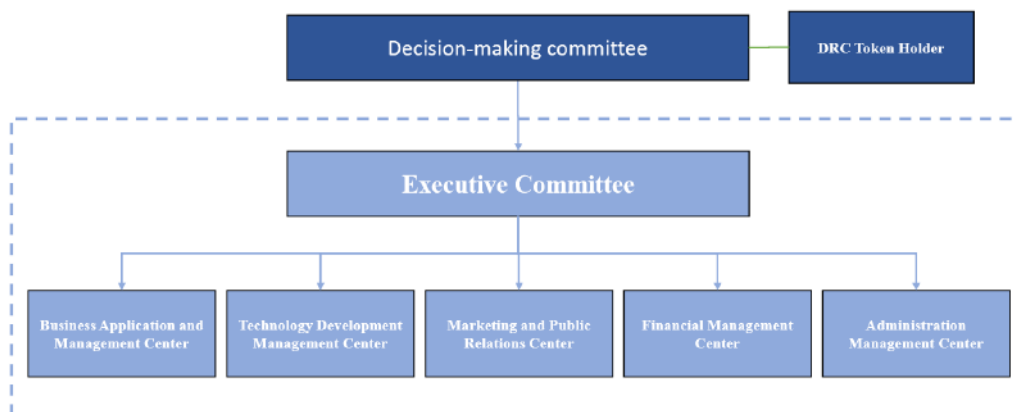 Decision-making committee
DRC Token Holder
Executive Committee
Business Application and
Management Center
Technology Development
Management Center
Marketing and Public
Relations Center
Financial Management
Center
Administration
Management Center